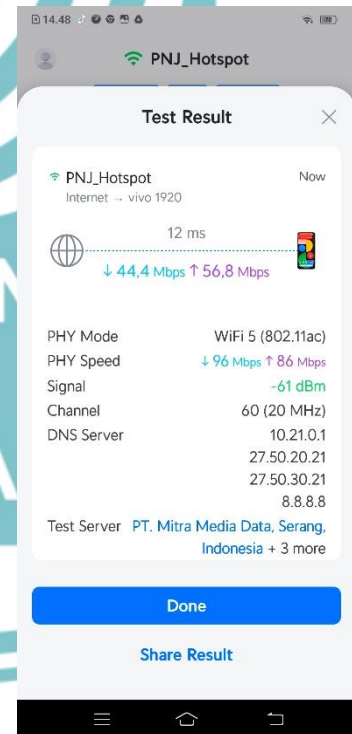 14.48
PNJ_Hotspot
Test Result
PNJ_Hotspot Now
Internet → vivo 1920
12 ms
↓ 44,4 Mbps ↑ 56,8 Mbps
PHY Mode WiFi 5 (802.11ac)
PHY Speed ↓ 96 Mbps ↑ 86 Mbps
Signal -61 dBm
Channel 60 (20 MHz)
DNS Server 10.21.0.1
27.50.20.21
27.50.30.21
8.8.8.8
Test Server PT. Mitra Media Data, Serang,
Indonesia + 3 more
Done
Share Result